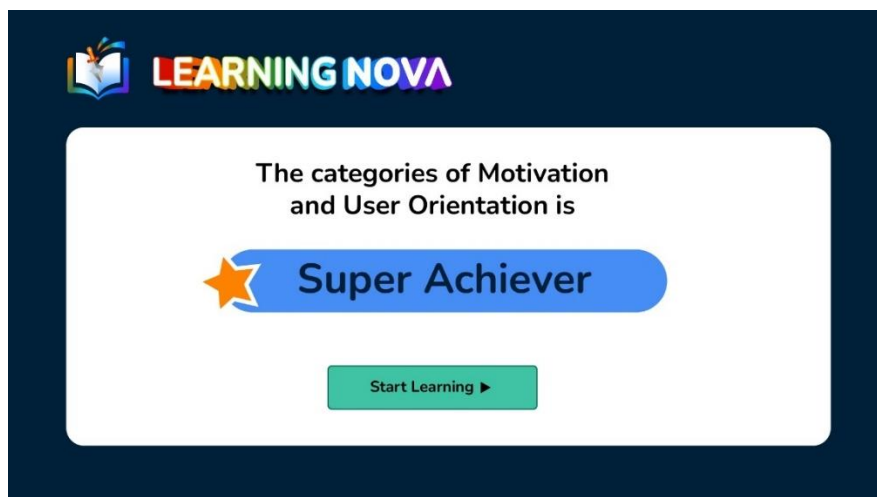 LEARNING NOVA
The categories of Motivation
and User Orientation is
Super Achiever
Start Learning ▶